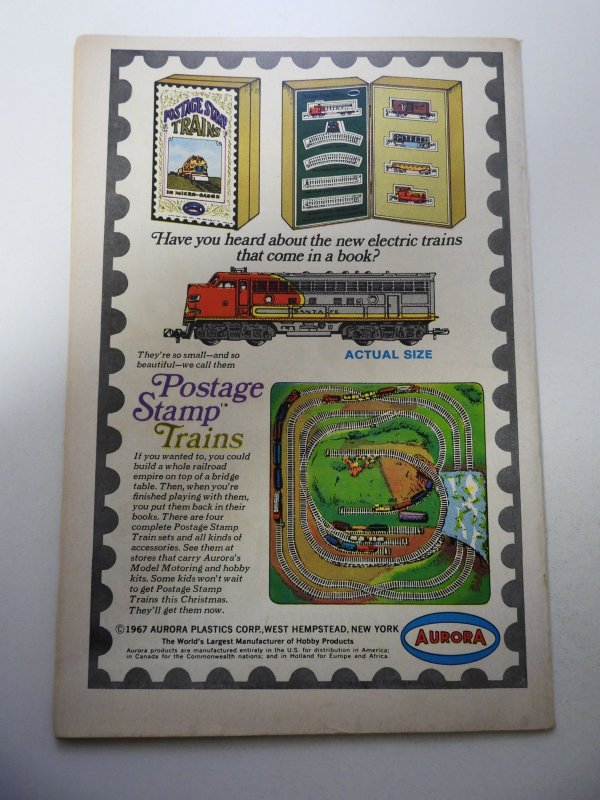 POSTAGE STAMP
TRAINS
IN MICRO-GAUGE
Have you heard about the new electric trains
that come in a book?
SANTA FE
They're so small—and so
beautiful—we call them
ACTUAL SIZE
Postage
Stamp™
Trains
If you wanted to, you could
build a whole railroad
empire on top of a bridge
table. Then, when you're
finished playing with them,
you put them back in their
books. There are four
complete Postage Stamp
Train sets and all kinds of
accessories. See them at
stores that carry Aurora's
Model Motoring and hobby
kits. Some kids won't wait
to get Postage Stamp
Trains this Christmas.
They'll get them now.
©1967 AURORA PLASTICS CORP., WEST HEMPSTEAD, NEW YORK
The World's Largest Manufacturer of Hobby Products
Aurora products are manufactured entirely in the U.S. for distribution in America;
in Canada for the Commonwealth nations; and in Holland for Europe and Africa.
AURORA